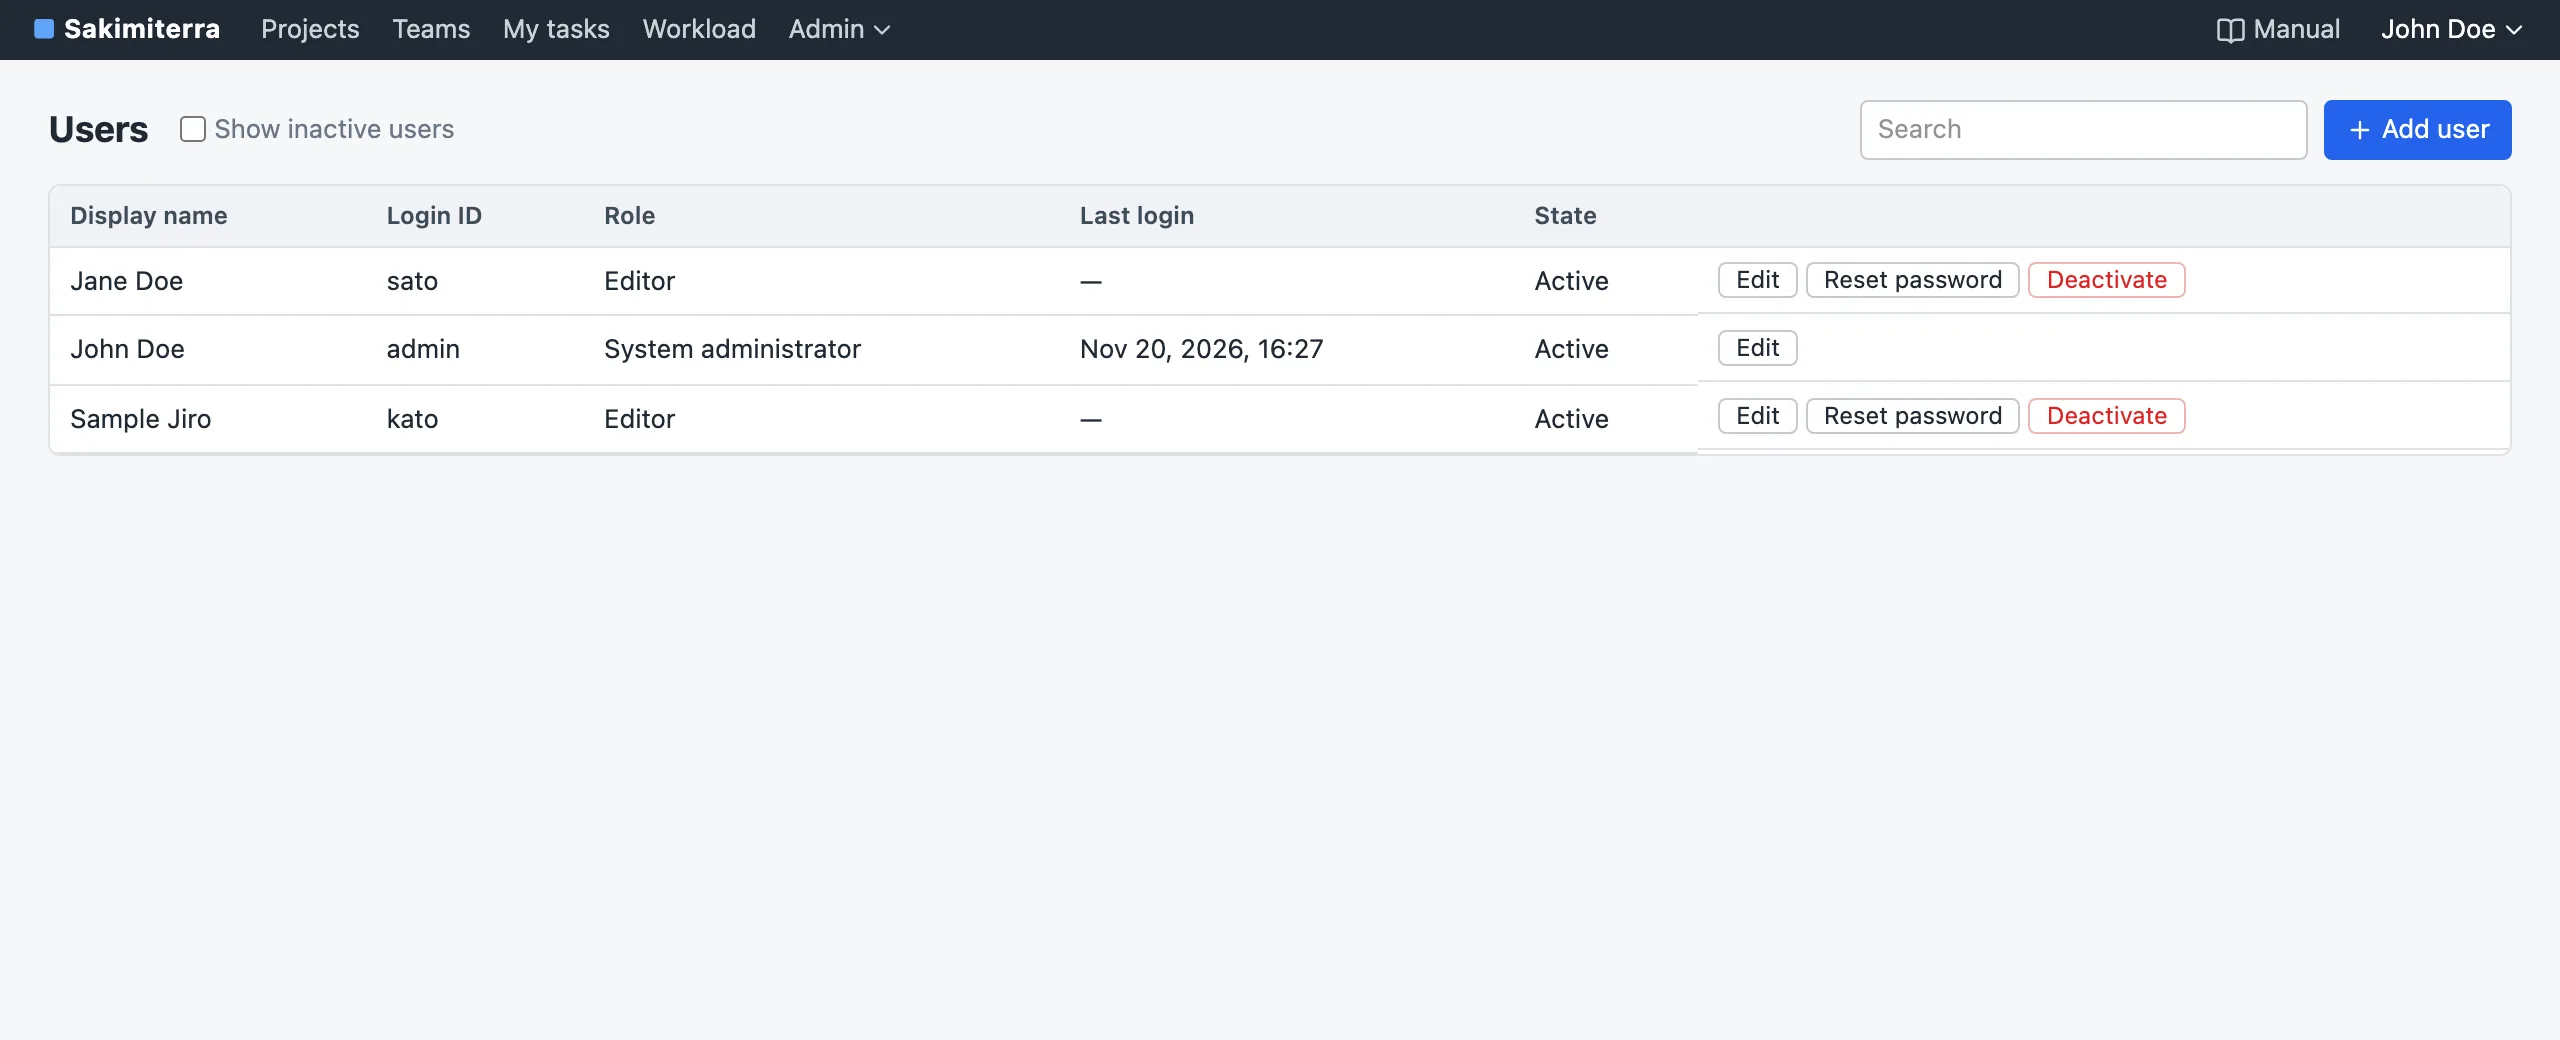 Sakimiterra Projects Teams My tasks Workload Admin Manual John Doe
Users Show inactive users Search + Add user
Display name Login ID Role Last login State
Jane Doe sato Editor — Active Edit Reset password Deactivate
John Doe admin System administrator Nov 20, 2026, 16:27 Active Edit
Sample Jiro kato Editor — Active Edit Reset password Deactivate